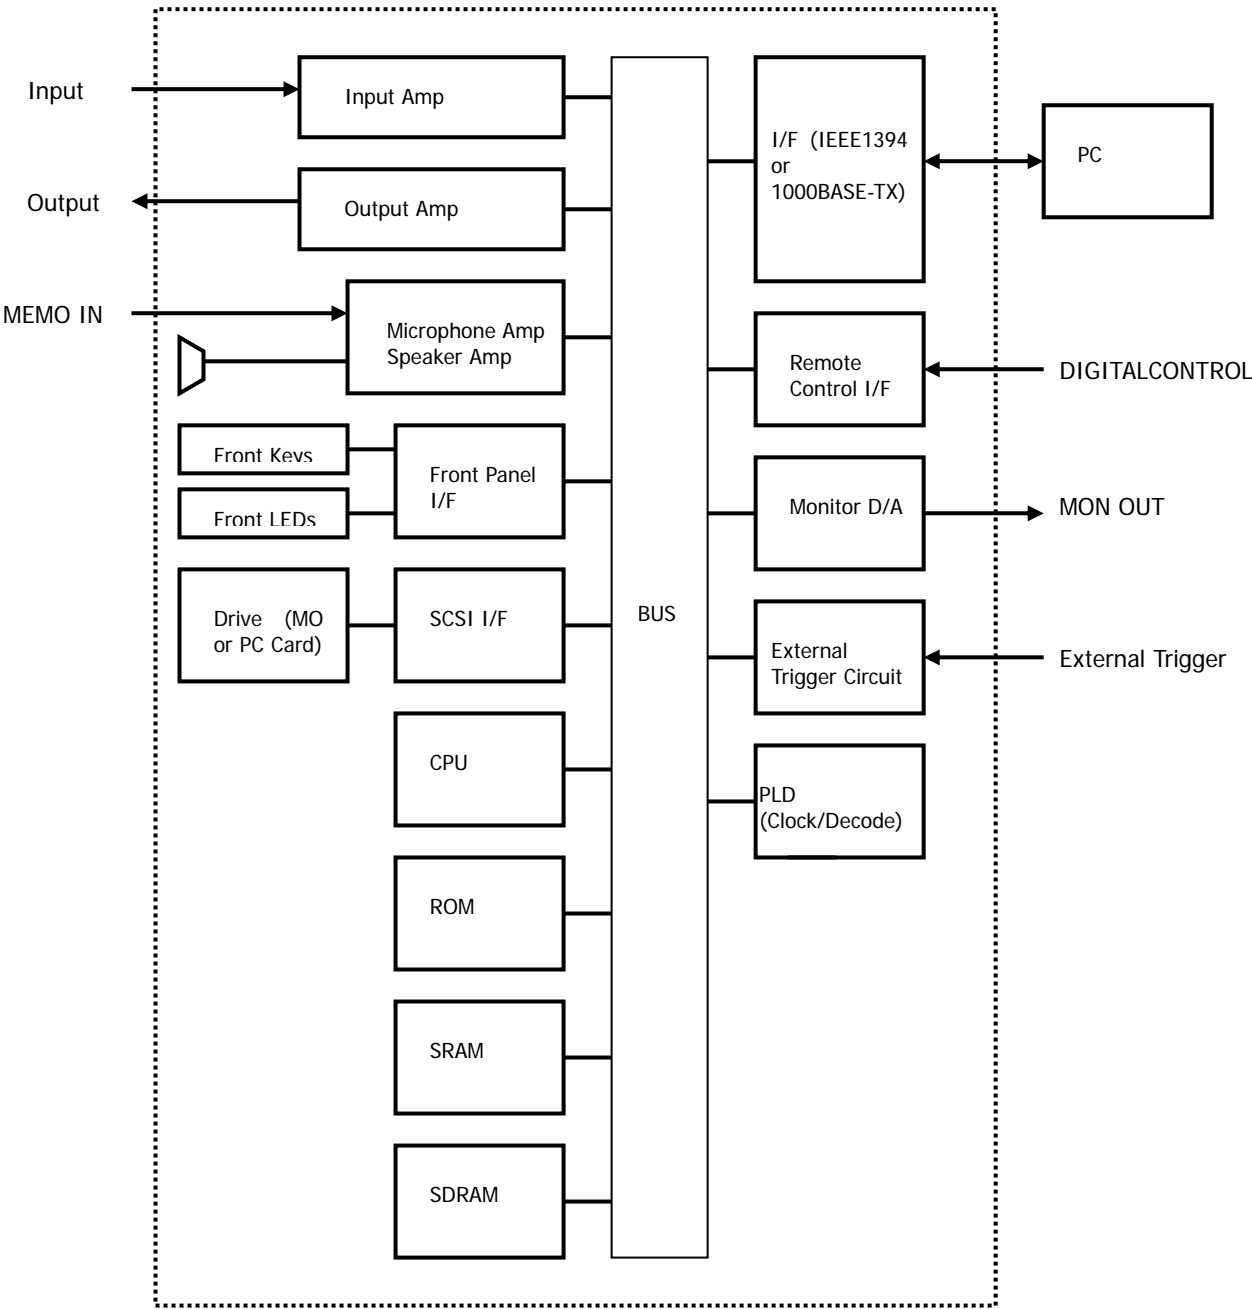 Input
Input Amp
Output
Output Amp
MEMO IN
Microphone Amp
Speaker Amp
Front Keys
Front LEDs
Front Panel
I/F
Drive (MO
or PC Card)
SCSI I/F
CPU
ROM
SRAM
SDRAM
BUS
I/F (IEEE1394
or
1000BASE-TX)
PC
Remote
Control I/F
DIGITALCONTROL
Monitor D/A
MON OUT
External
Trigger Circuit
External Trigger
PLD
(Clock/Decode)